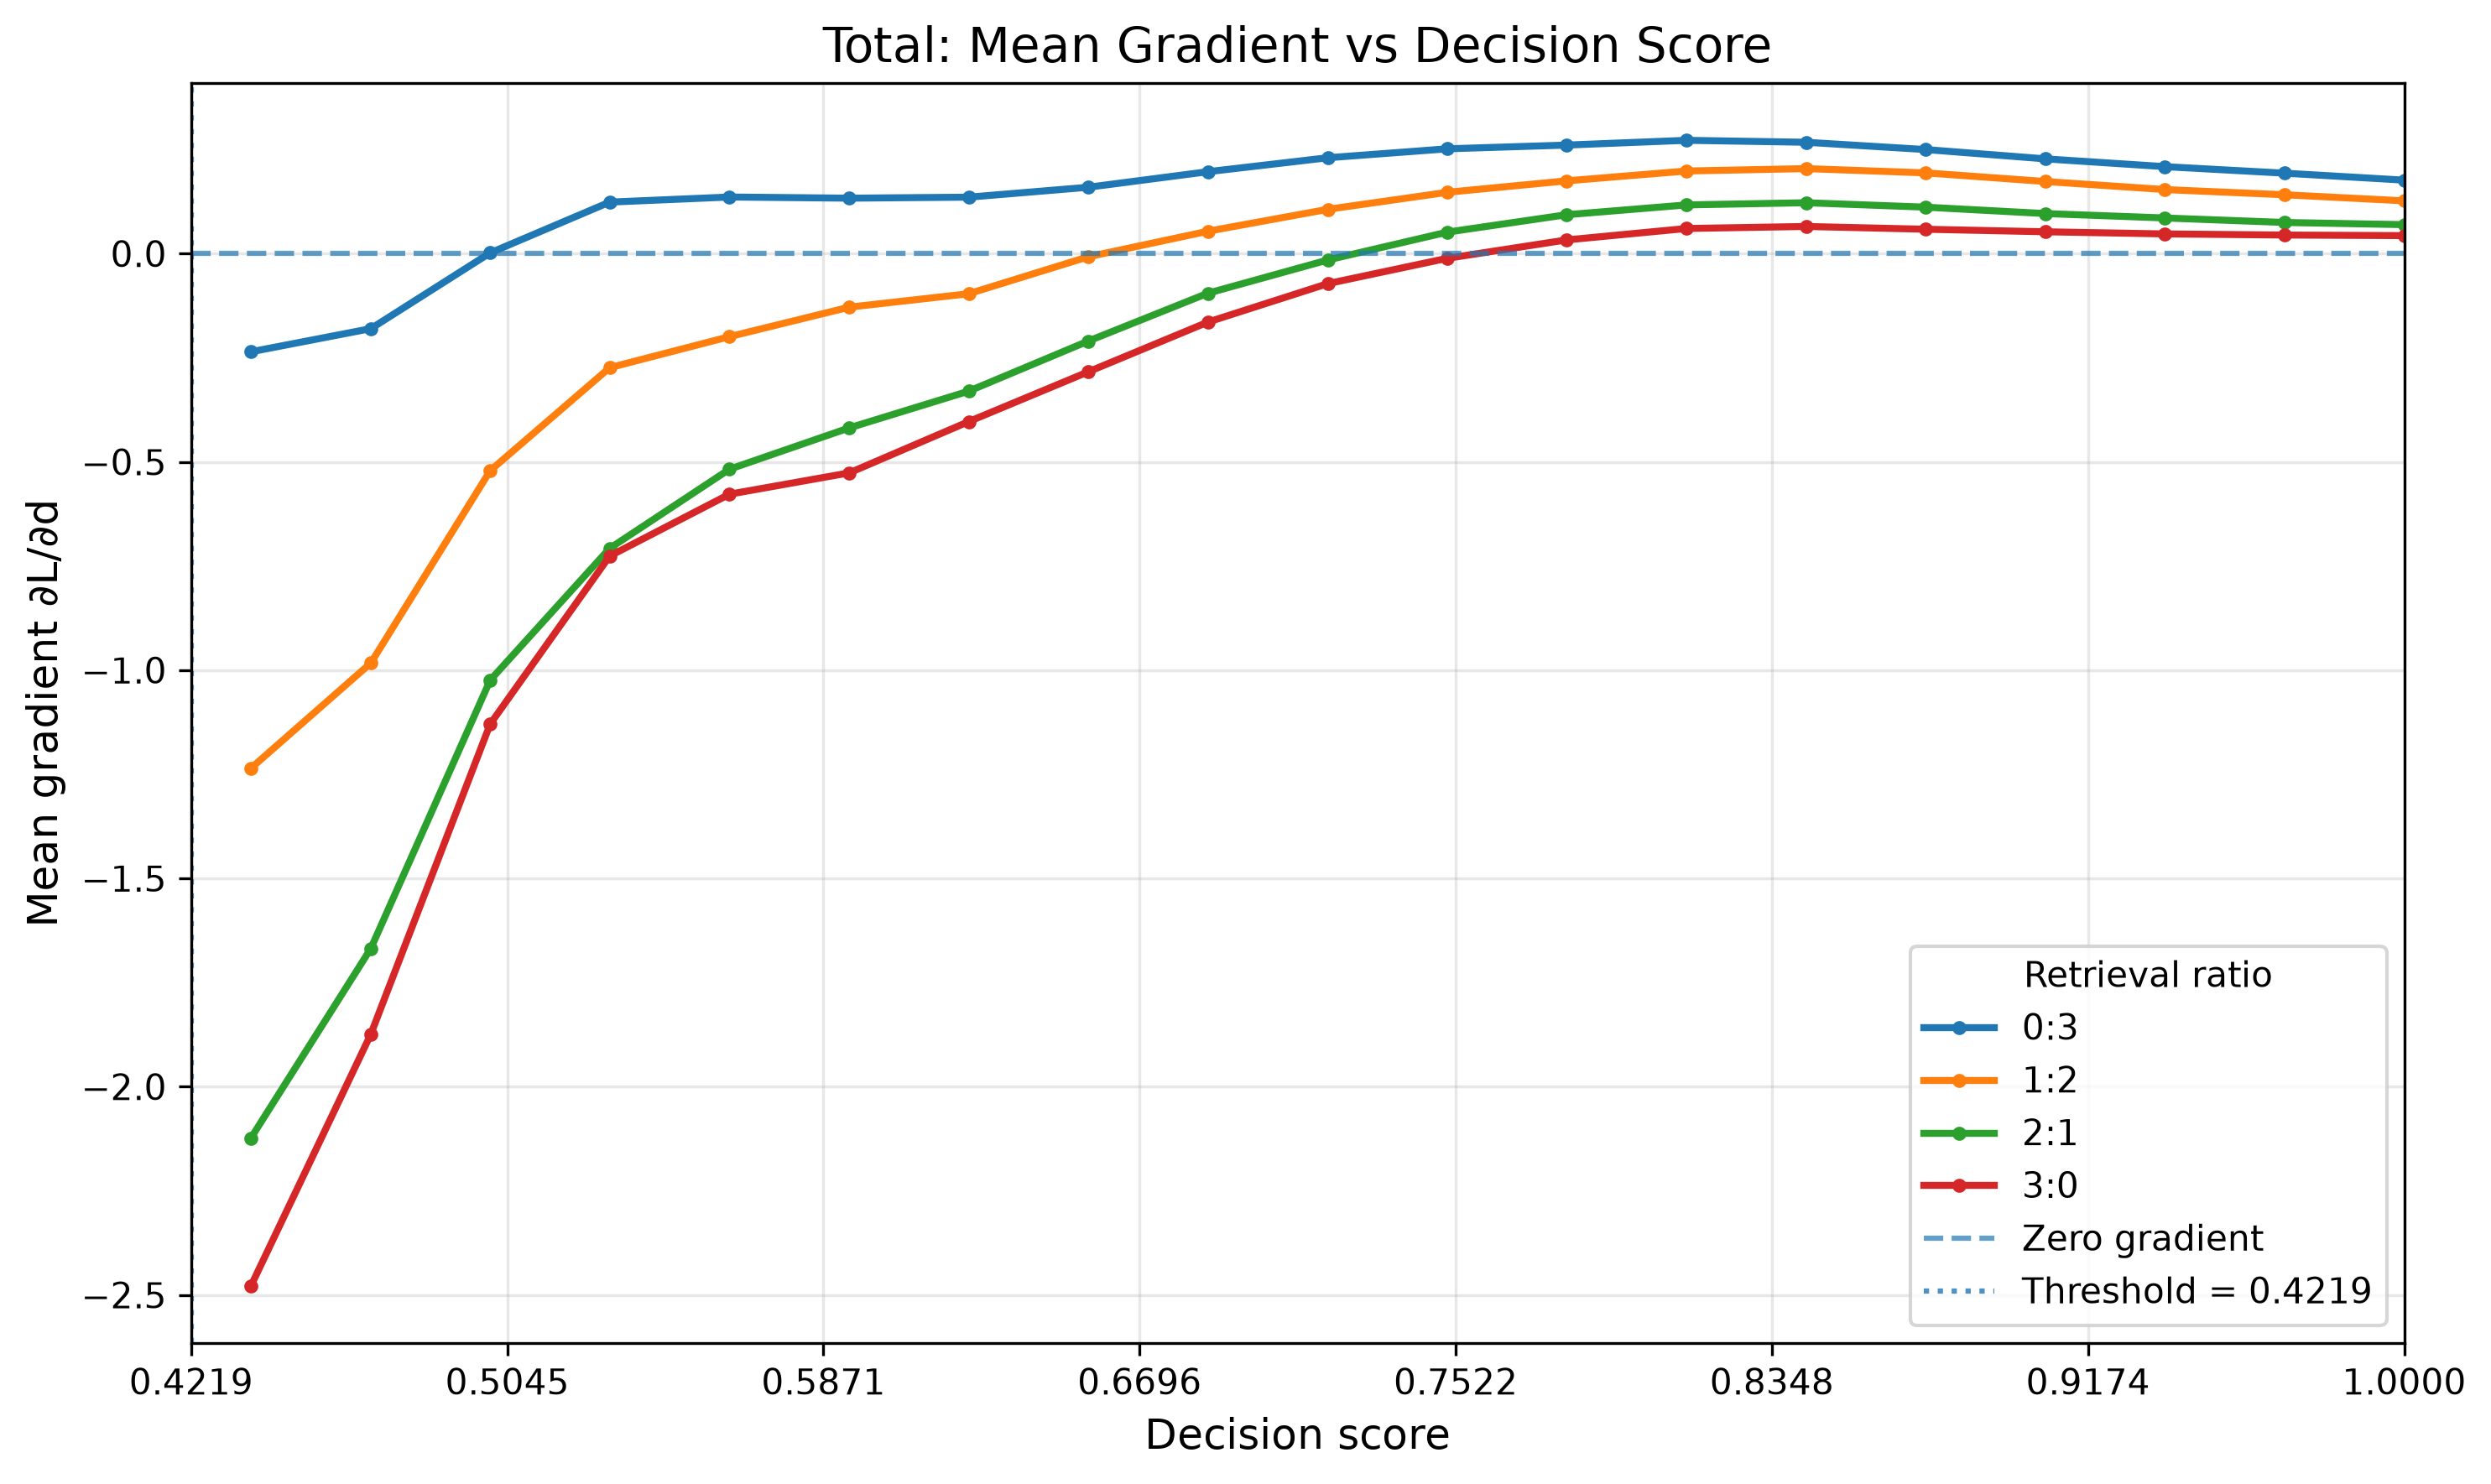 Total: Mean Gradient vs Decision Score
Mean gradient ∂L/∂d
0.0
−0.5
−1.0
−1.5
−2.0
−2.5
Retrieval ratio
0:3
1:2
2:1
3:0
Zero gradient
Threshold = 0.4219
0.4219 0.5045 0.5871 0.6696 0.7522 0.8348 0.9174 1.0000
Decision score